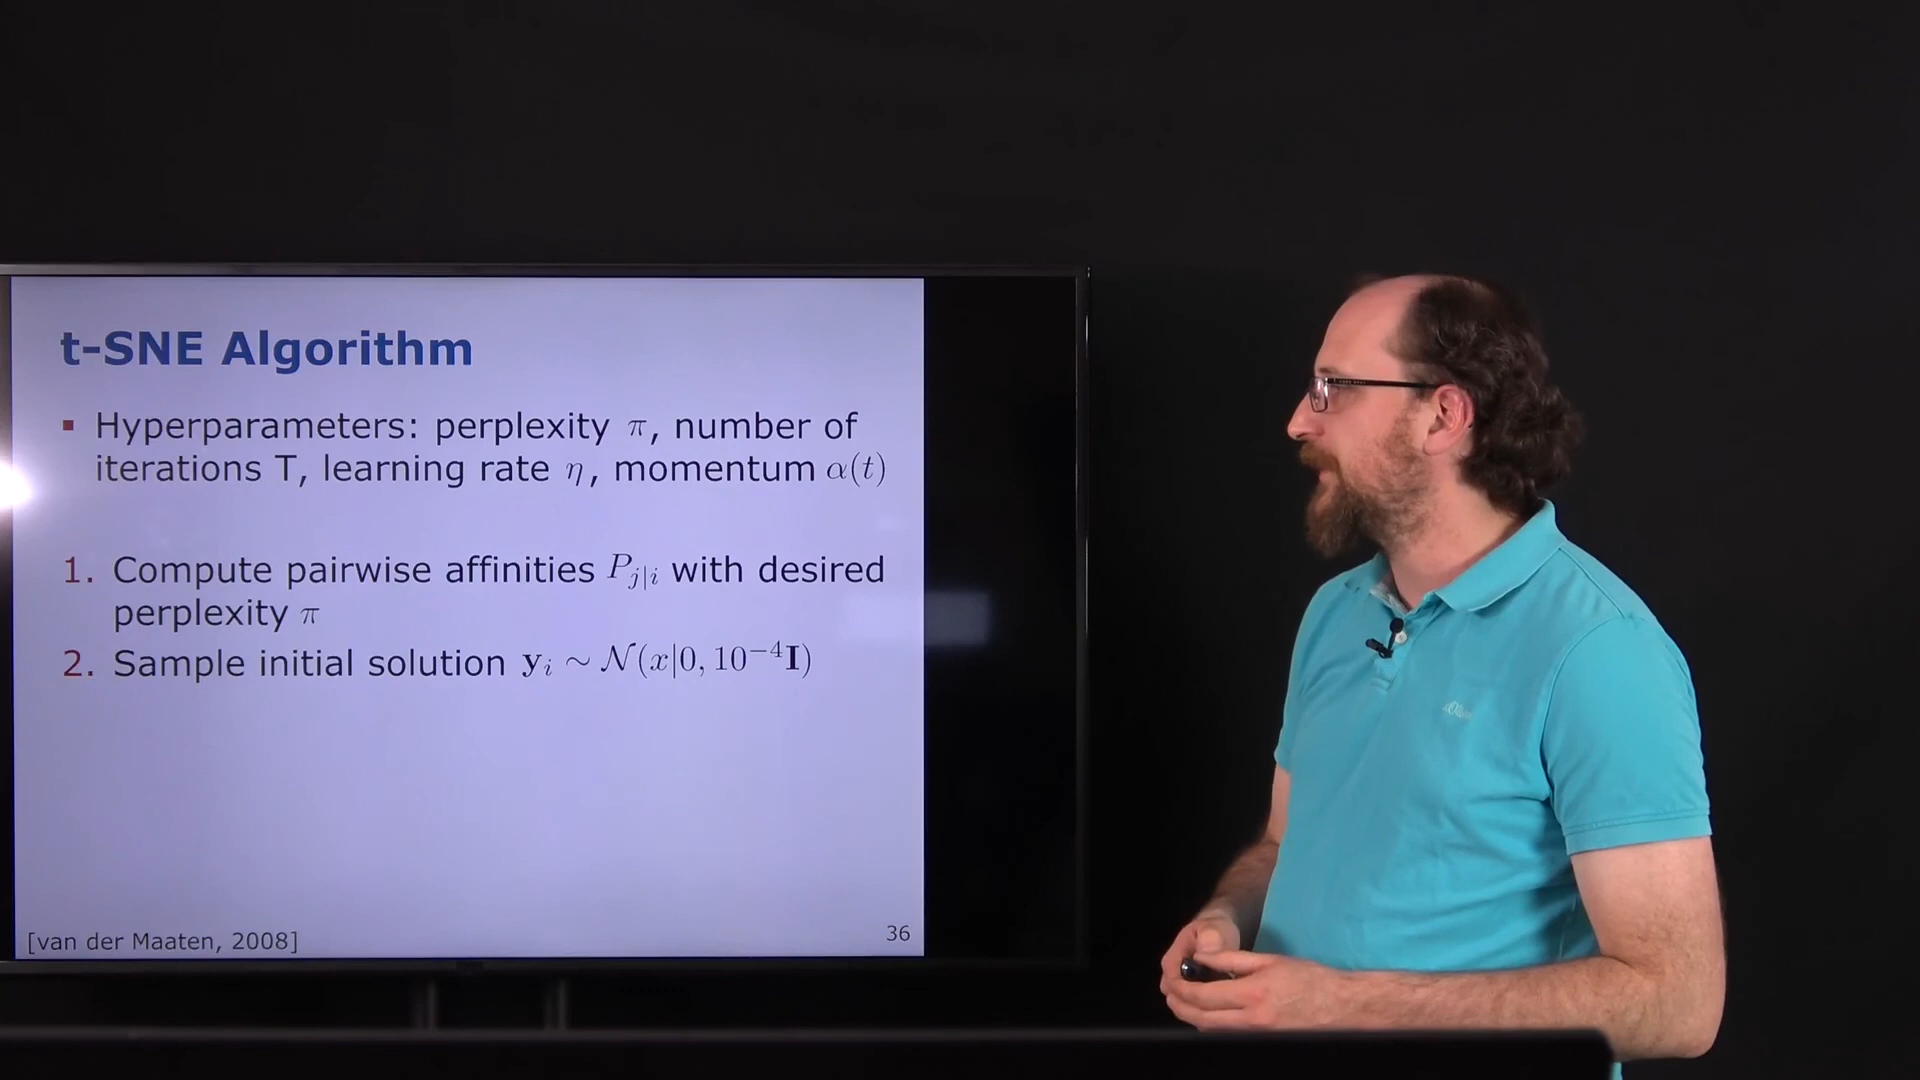 t-SNE Algorithm
▪ Hyperparameters: perplexity π, number of
iterations T, learning rate η, momentum α(t)
1. Compute pairwise affinities P_{j|i} with desired
perplexity π
2. Sample initial solution y_i ∼ N(x|0, 10^{−4}I)
[van der Maaten, 2008]
36